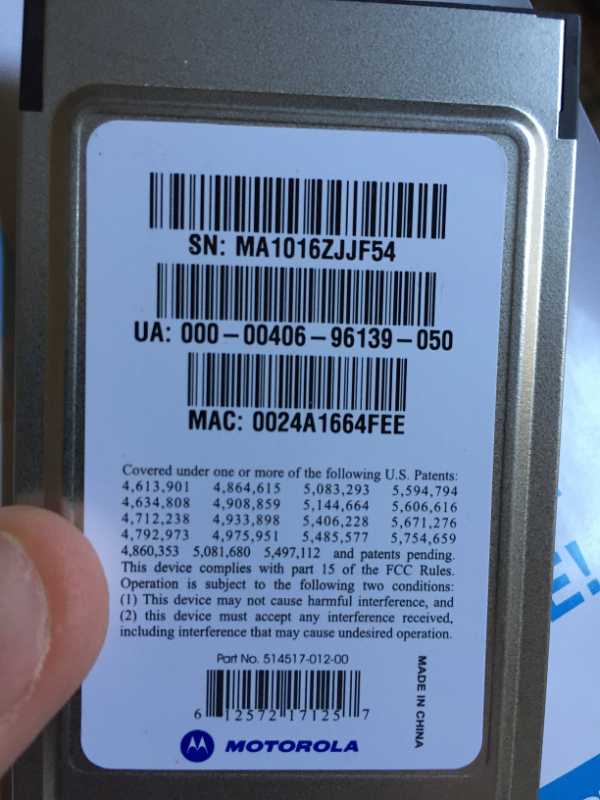 SN: MA1016ZJJF54
UA: 000-00406-96139-050
MAC: 0024A1664FEE
Covered under one or more of the following U.S. Patents:
4,613,901 4,864,615 5,083,293 5,594,794
4,634,808 4,908,859 5,144,664 5,606,616
4,712,238 4,933,898 5,406,228 5,671,276
4,792,973 4,975,951 5,485,577 5,754,659
4,860,353 5,081,680 5,497,112 and patents pending.
This device complies with part 15 of the FCC Rules.
Operation is subject to the following two conditions:
(1) This device may not cause harmful interference, and
(2) this device must accept any interference received,
including interference that may cause undesired operation.
Part No. 514517-012-00
6 12572 17125 7
MADE IN CHINA
MOTOROLA
E!